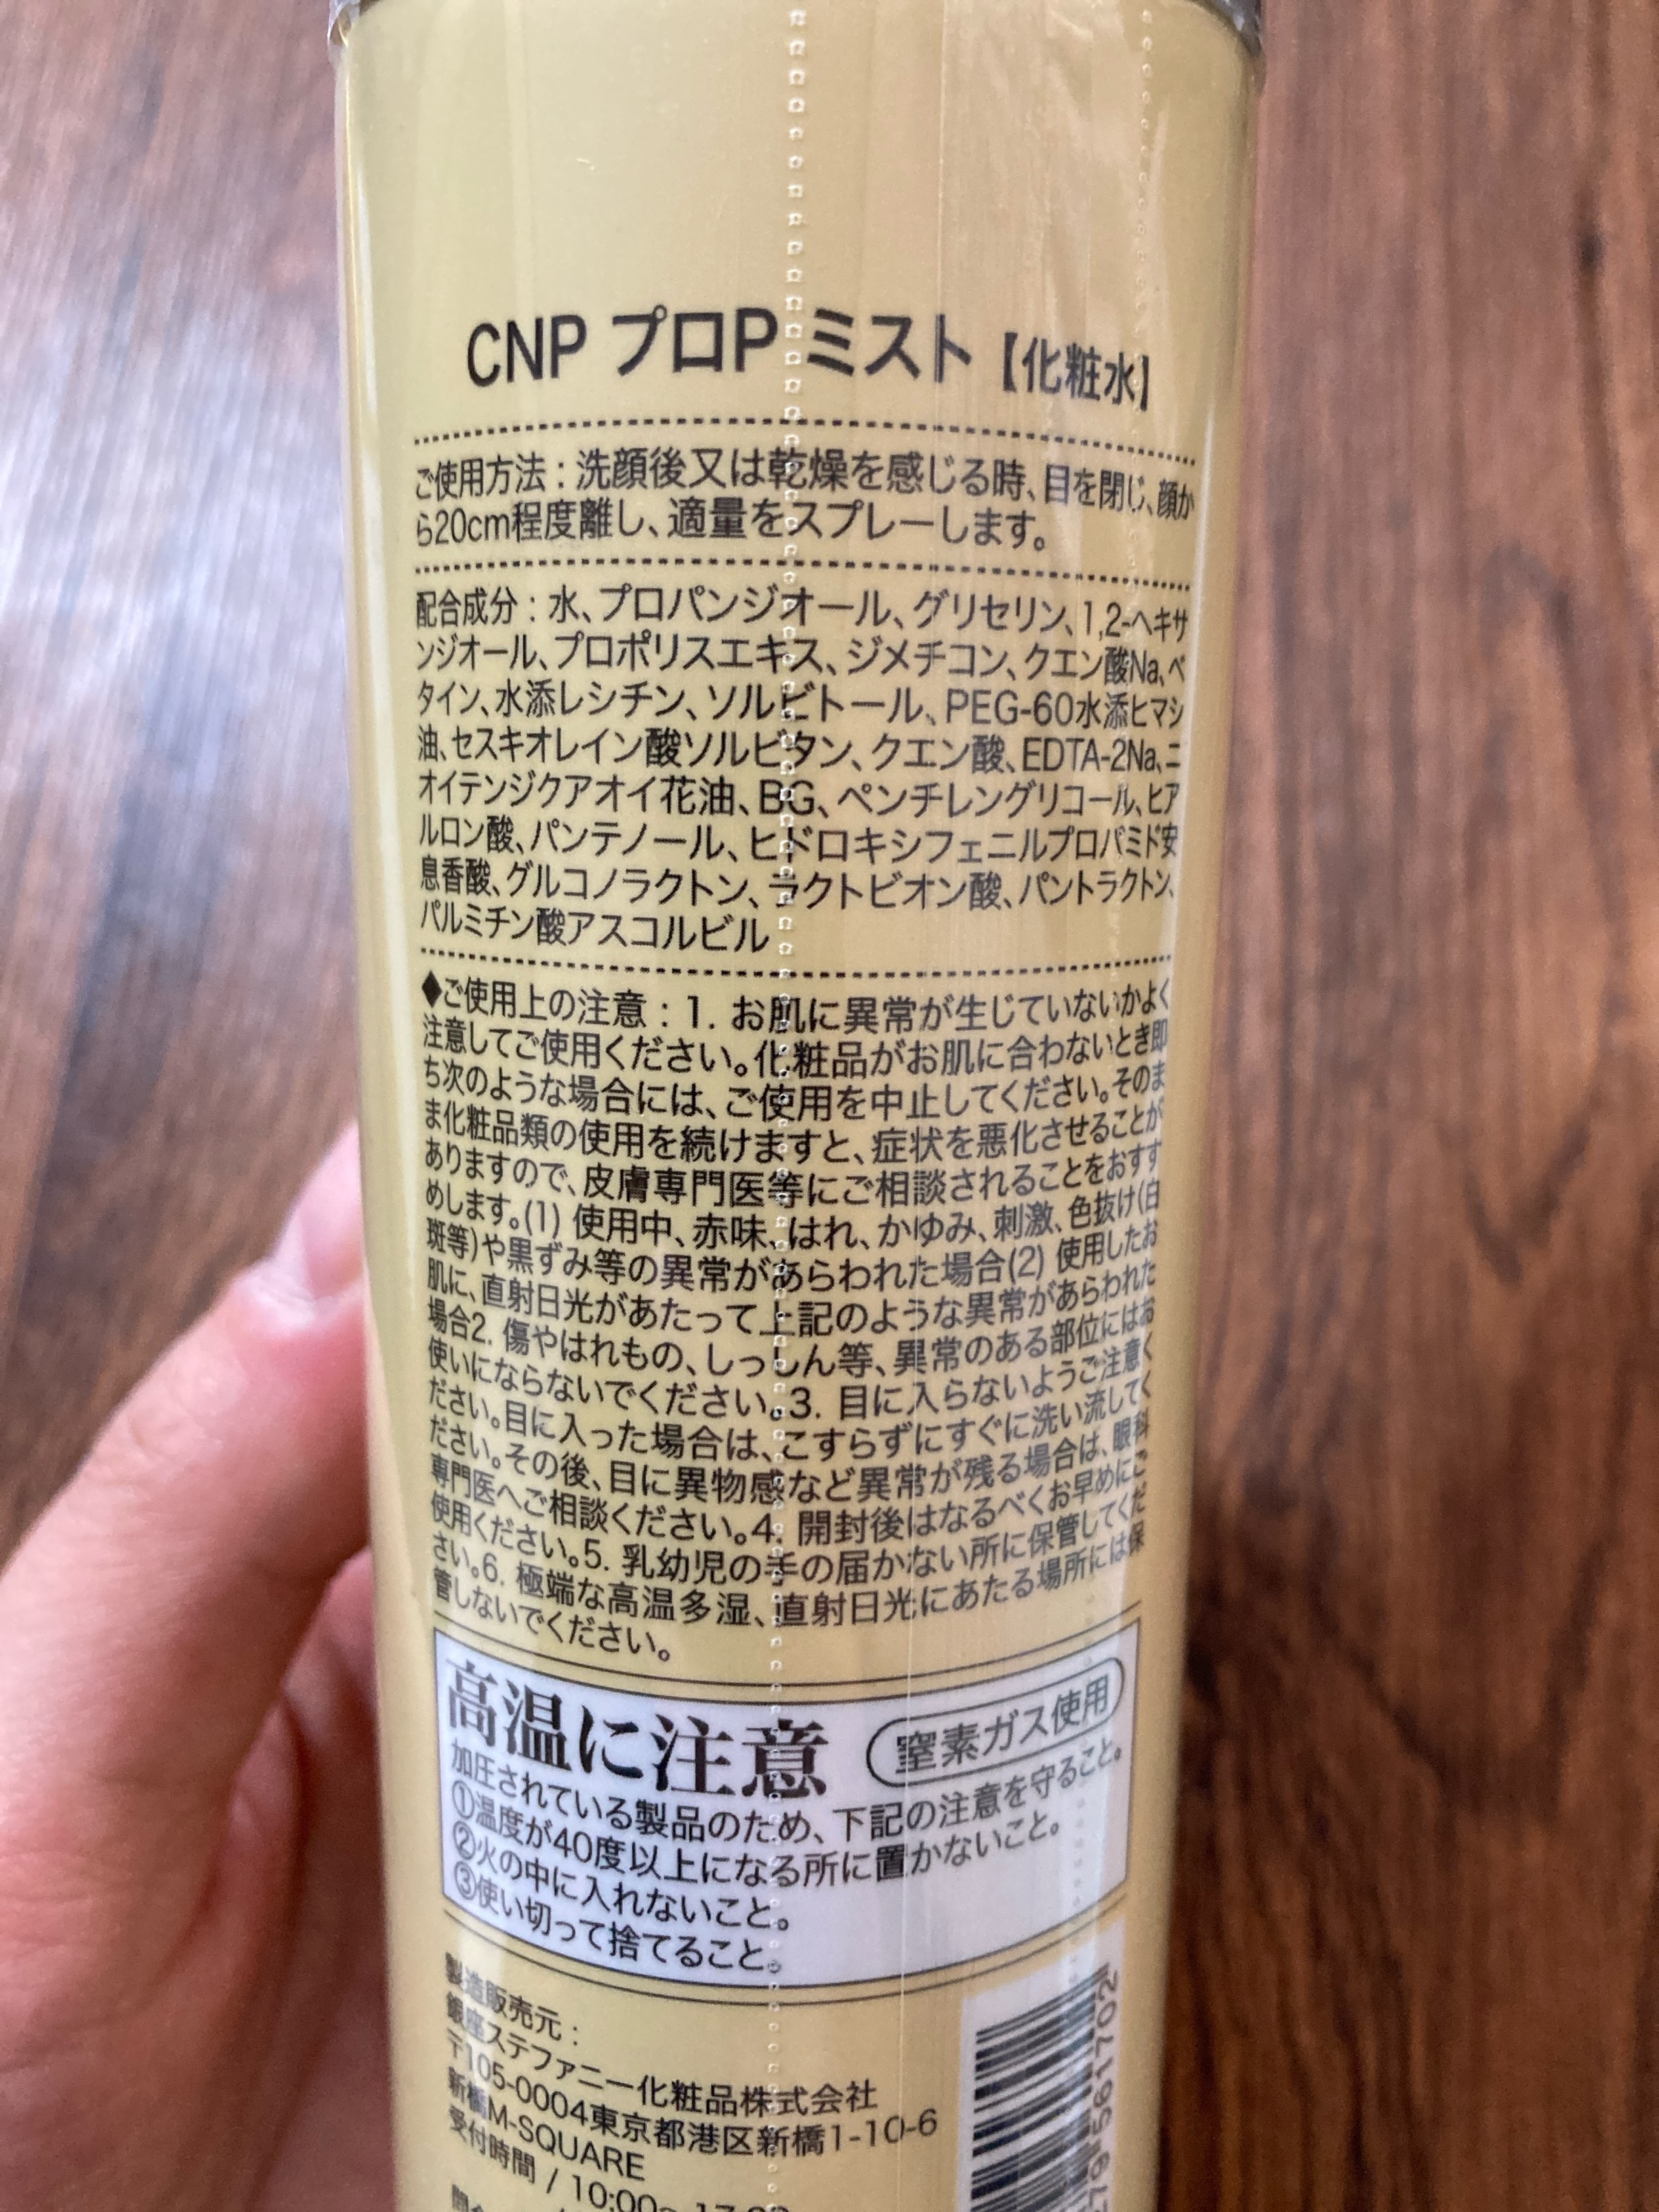 CNP プロP ミスト【化粧水】
ご使用方法：洗顔後又は乾燥を感じる時、目を閉じ、顔か
ら20cm程度離し、適量をスプレーします。
配合成分：水、プロパンジオール、グリセリン、1,2-ヘキサ
ンジオール、プロポリスエキス、ジメチコン、クエン酸Na、ベ
タイン、水添レシチン、ソルビトール、PEG-60水添ヒマシ
油、セスキオレイン酸ソルビタン、クエン酸、EDTA-2Na、ニ
オイテンジクアオイ花油、BG、ペンチレングリコール、ヒア
ルロン酸、パンテノール、ヒドロキシフェニルプロパミド安
息香酸、グルコノラクトン、ラクトビオン酸、パントラクトン、
パルミチン酸アスコルビル
◆ご使用上の注意：1. お肌に異常が生じていないかよく
注意してご使用ください。化粧品がお肌に合わないとき即
ち次のような場合には、ご使用を中止してください。そのま
ま化粧品類の使用を続けますと、症状を悪化させることが
ありますので、皮膚専門医等にご相談されることをおすす
めします。(1) 使用中、赤味、はれ、かゆみ、刺激、色抜け(白
斑等)や黒ずみ等の異常があらわれた場合(2) 使用したお
肌に、直射日光があたって上記のような異常があらわれた
場合2. 傷やはれもの、しっしん等、異常のある部位にはお
使いにならないでください。3. 目に入らないようご注意く
ださい。目に入った場合は、こすらずにすぐに洗い流してく
ださい。その後、目に異物感など異常が残る場合は、眼科
専門医へご相談ください。4. 開封後はなるべくお早めにご
使用ください。5. 乳幼児の手の届かない所に保管してくだ
さい。6. 極端な高温多湿、直射日光にあたる場所には保
管しないでください。
高温に注意 窒素ガス使用
加圧されている製品のため、下記の注意を守ること。
①温度が40度以上になる所に置かないこと。
②火の中に入れないこと。
③使い切って捨てること。
製造販売元：
銀座ステファニー化粧品株式会社
〒105-0004東京都港区新橋1-10-6
新橋M-SQUARE
受付時間 / 10:00~